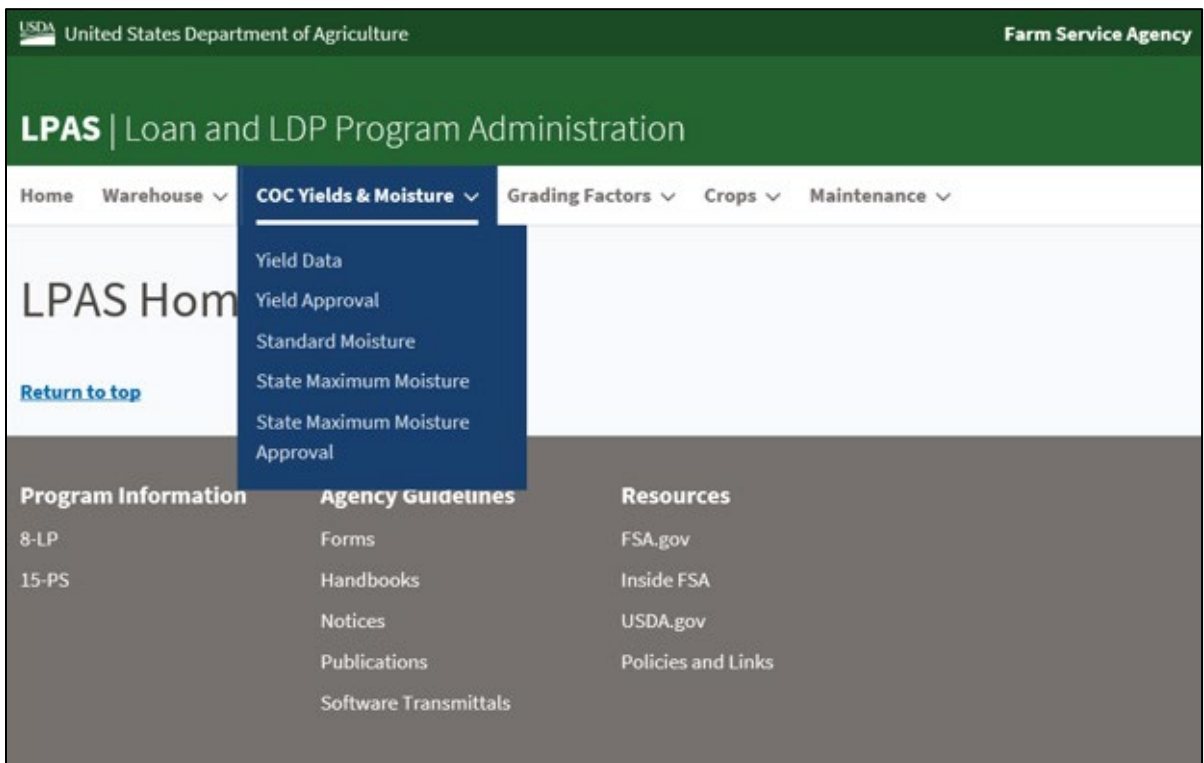 USDA United States Department of Agriculture Farm Service Agency
LPAS | Loan and LDP Program Administration
Home Warehouse COC Yields & Moisture Grading Factors Crops Maintenance
Yield Data
LPAS Hom
Yield Approval
Standard Moisture
State Maximum Moisture
Return to top
State Maximum Moisture
Approval
Program Information Agency Guidelines Resources
8-LP Forms FSA.gov
15-PS Handbooks Inside FSA
Notices USDA.gov
Publications Policies and Links
Software Transmittals